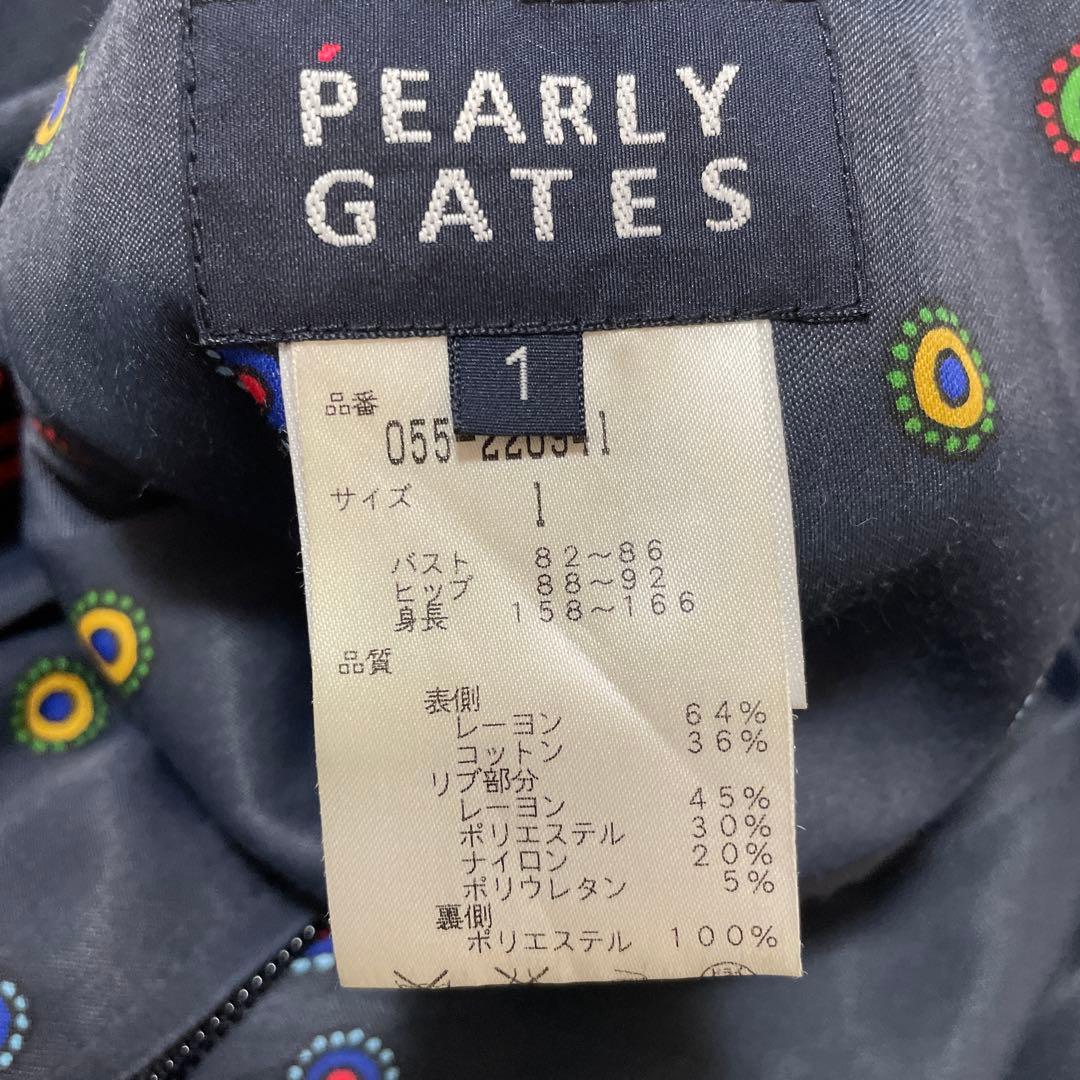 PEARLY
GATES
1
品番
サイズ 1
バスト 82～86
ヒップ 88～92
身長 158～166
品質
表側
レーヨン 64%
コットン 36%
リブ部分
レーヨン 45%
ポリエステル 30%
ナイロン 20%
ポリウレタン 5%
裏側
ポリエステル 100%